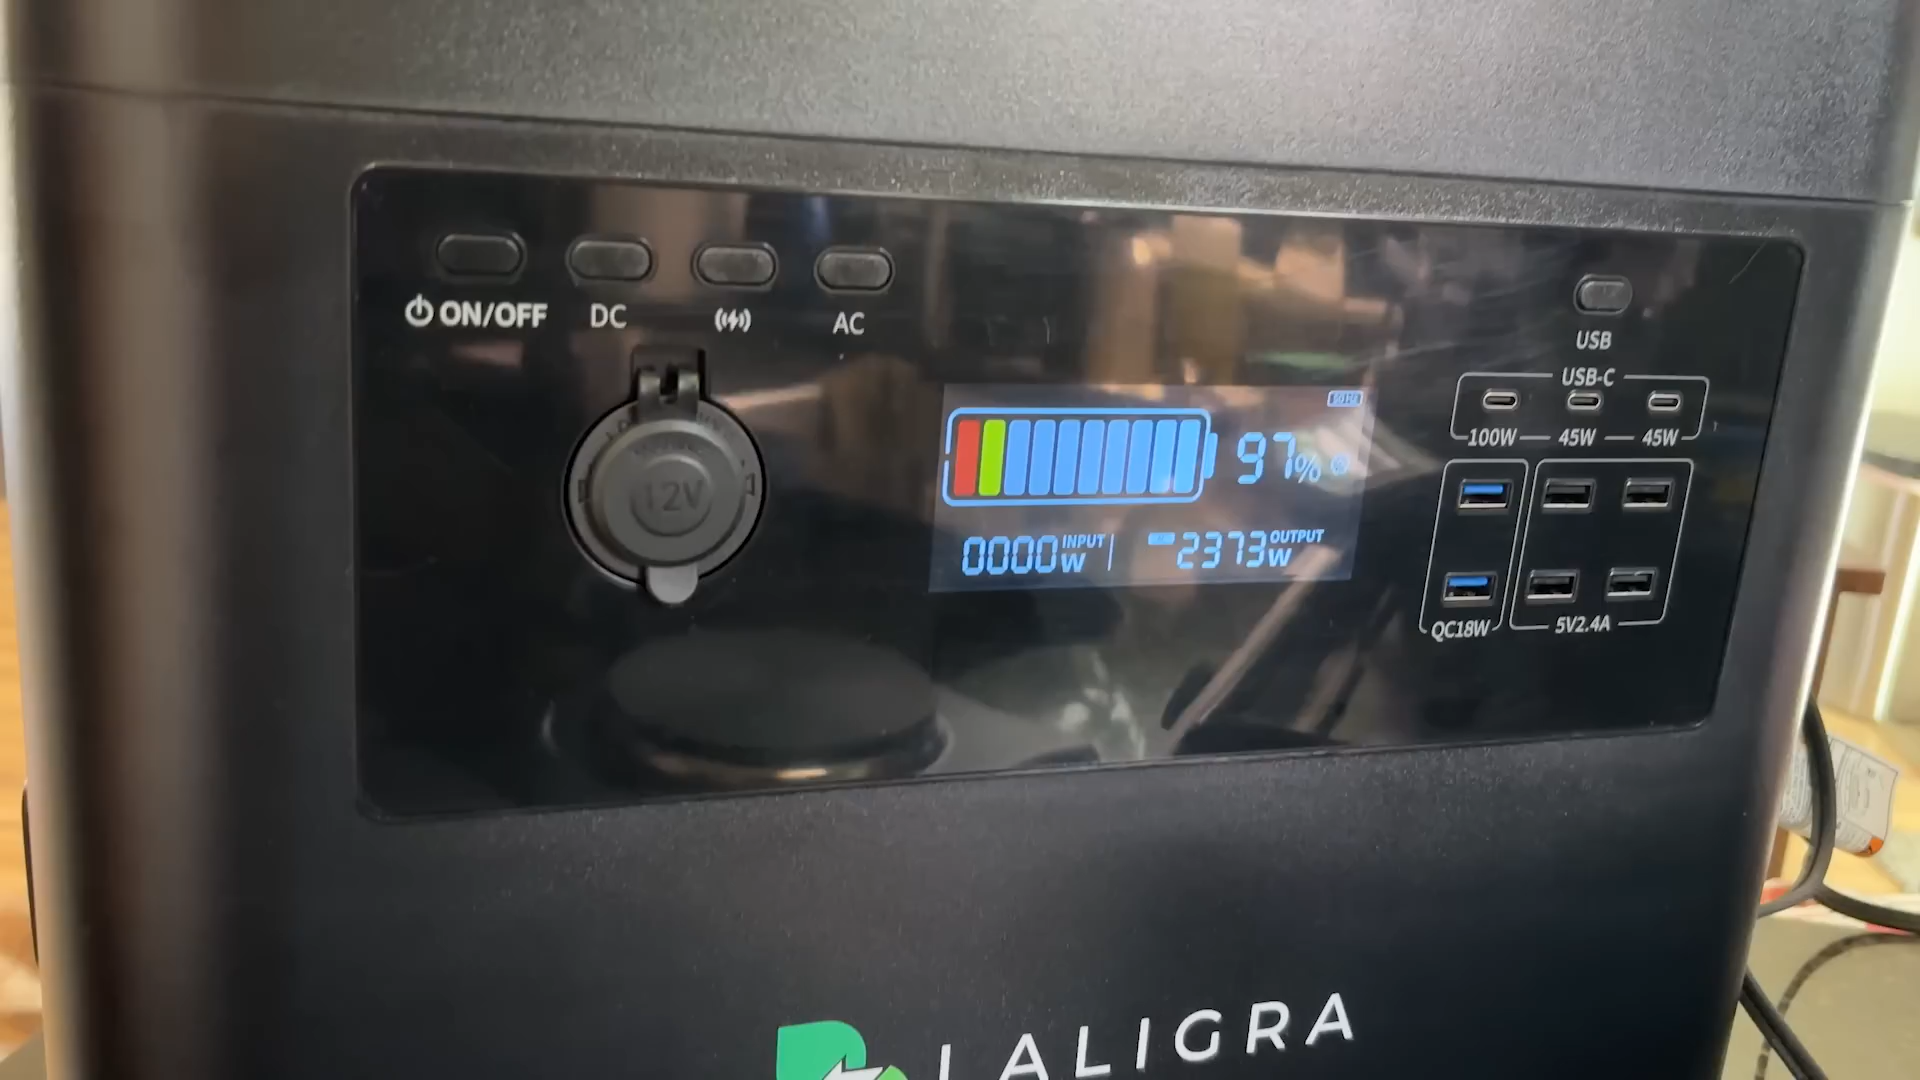 ON/OFF
DC
AC
USB
USB-C
100W
45W
45W
12V
97%
0000W INPUT
2373W OUTPUT
QC18W
5V2.4A
LALIGRA